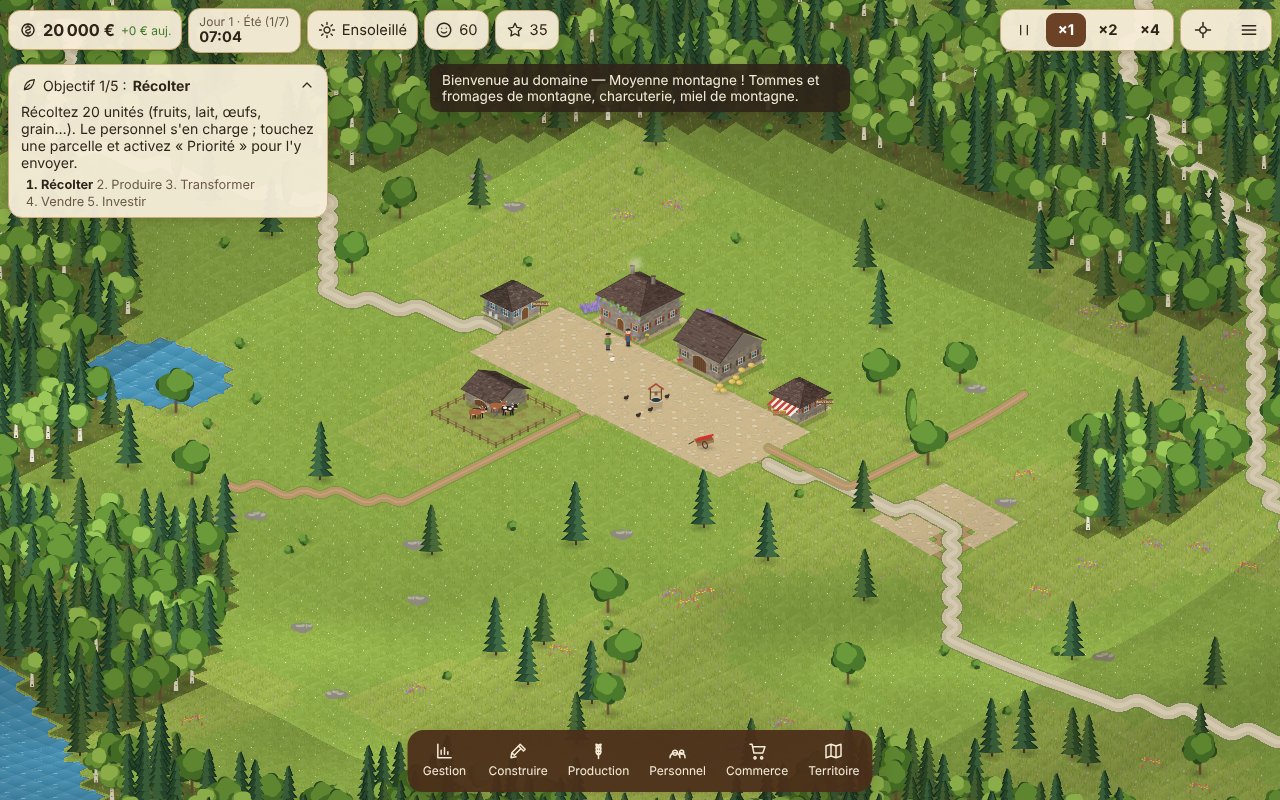 20 000 € +0 € auj.
Jour 1 · Été (1/7)
07:04
Ensoleillé
60
35
×1
×2
×4
Objectif 1/5 : Récolter
Récoltez 20 unités (fruits, lait, œufs,
grain...). Le personnel s'en charge ; touchez
une parcelle et activez « Priorité » pour l'y
envoyer.
1. Récolter 2. Produire 3. Transformer
4. Vendre 5. Investir
Bienvenue au domaine — Moyenne montagne ! Tommes et
fromages de montagne, charcuterie, miel de montagne.
Gestion
Construire
Production
Personnel
Commerce
Territoire